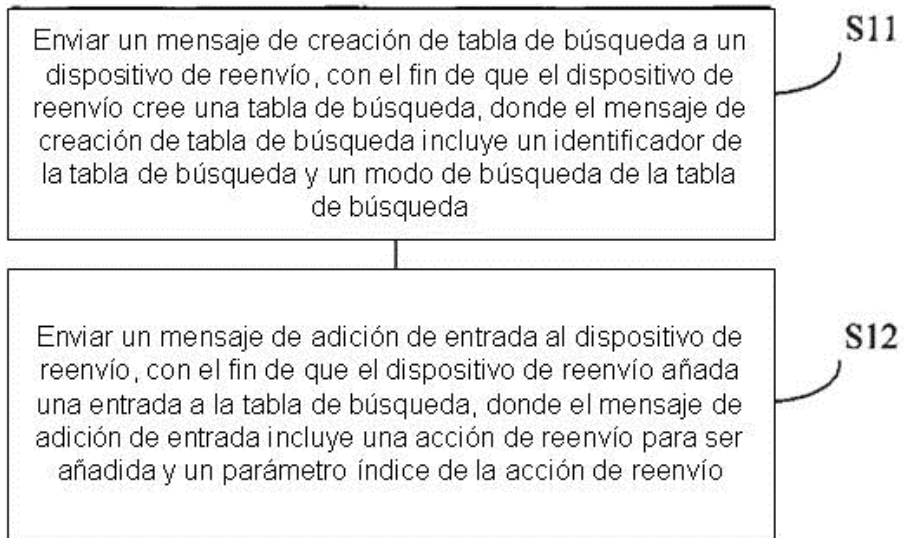 Enviar un mensaje de creación de tabla de búsqueda a un
dispositivo de reenvío, con el fin de que el dispositivo de
reenvío cree una tabla de búsqueda, donde el mensaje de
creación de tabla de búsqueda incluye un identificador de
la tabla de búsqueda y un modo de búsqueda de la tabla
de búsqueda
S11
Enviar un mensaje de adición de entrada al dispositivo de
reenvío, con el fin de que el dispositivo de reenvío añada
una entrada a la tabla de búsqueda, donde el mensaje de
adición de entrada incluye una acción de reenvío para ser
añadida y un parámetro índice de la acción de reenvío
S12